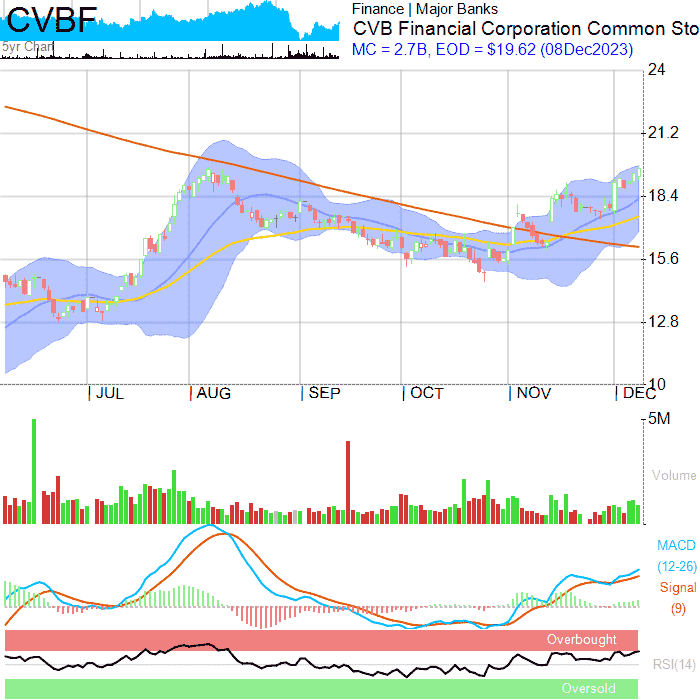 CVBF
5yr Chart
Finance | Major Banks
CVB Financial Corporation Common Sto
MC = 2.7B, EOD = $19.62 (08Dec2023)
24
21.2
18.4
15.6
12.8
10
JUL
AUG
SEP
OCT
NOV
DEC
5M
Volume
MACD
(12-26)
Signal
(9)
Overbought
RSI(14)
Oversold